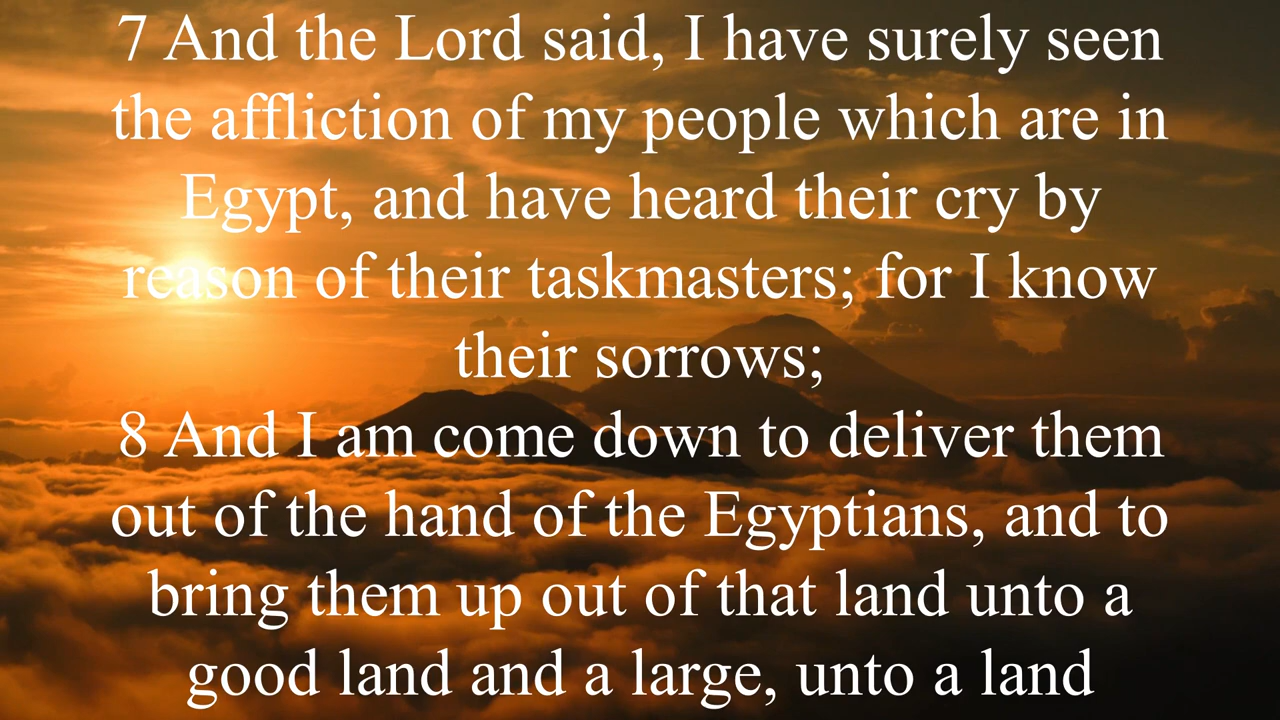 7 And the Lord said, I have surely seen
the affliction of my people which are in
Egypt, and have heard their cry by
reason of their taskmasters; for I know
their sorrows;
8 And I am come down to deliver them
out of the hand of the Egyptians, and to
bring them up out of that land unto a
good land and a large, unto a land